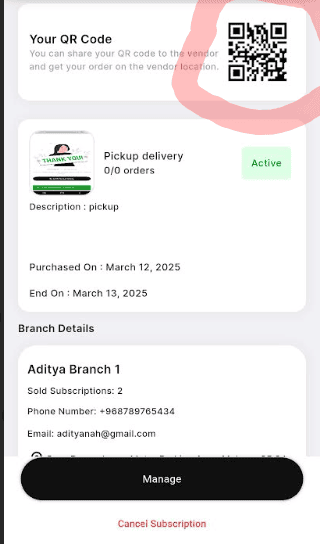 Your QR Code
You can share your QR code to the vendor
and get your order on the vendor location.
THANK YOU!
Pickup delivery
0/0 orders
Active
Description : pickup
Purchased On : March 12, 2025
End On : March 13, 2025
Branch Details
Aditya Branch 1
Sold Subscriptions: 2
Phone Number: +968789765434
Email: adityanah@gmail.com
Manage
Cancel Subscription